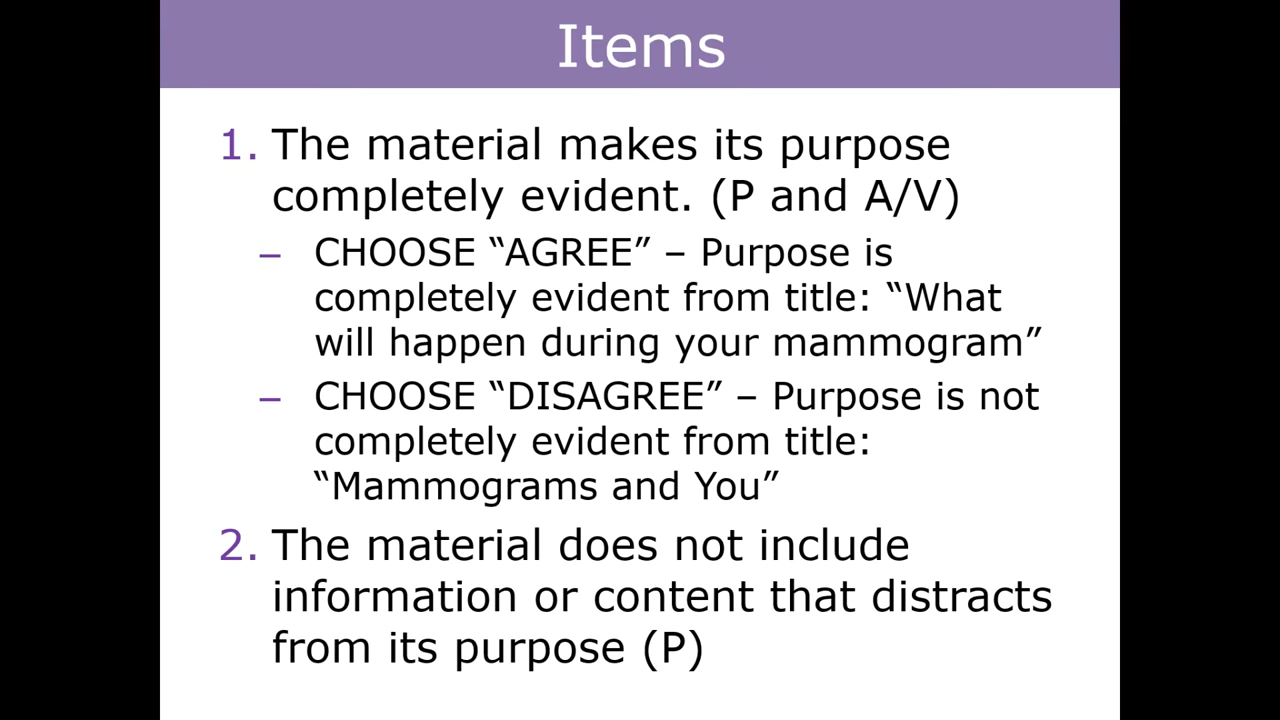 Items
1. The material makes its purpose
completely evident. (P and A/V)
– CHOOSE “AGREE” – Purpose is
completely evident from title: “What
will happen during your mammogram”
– CHOOSE “DISAGREE” – Purpose is not
completely evident from title:
“Mammograms and You”
2. The material does not include
information or content that distracts
from its purpose (P)